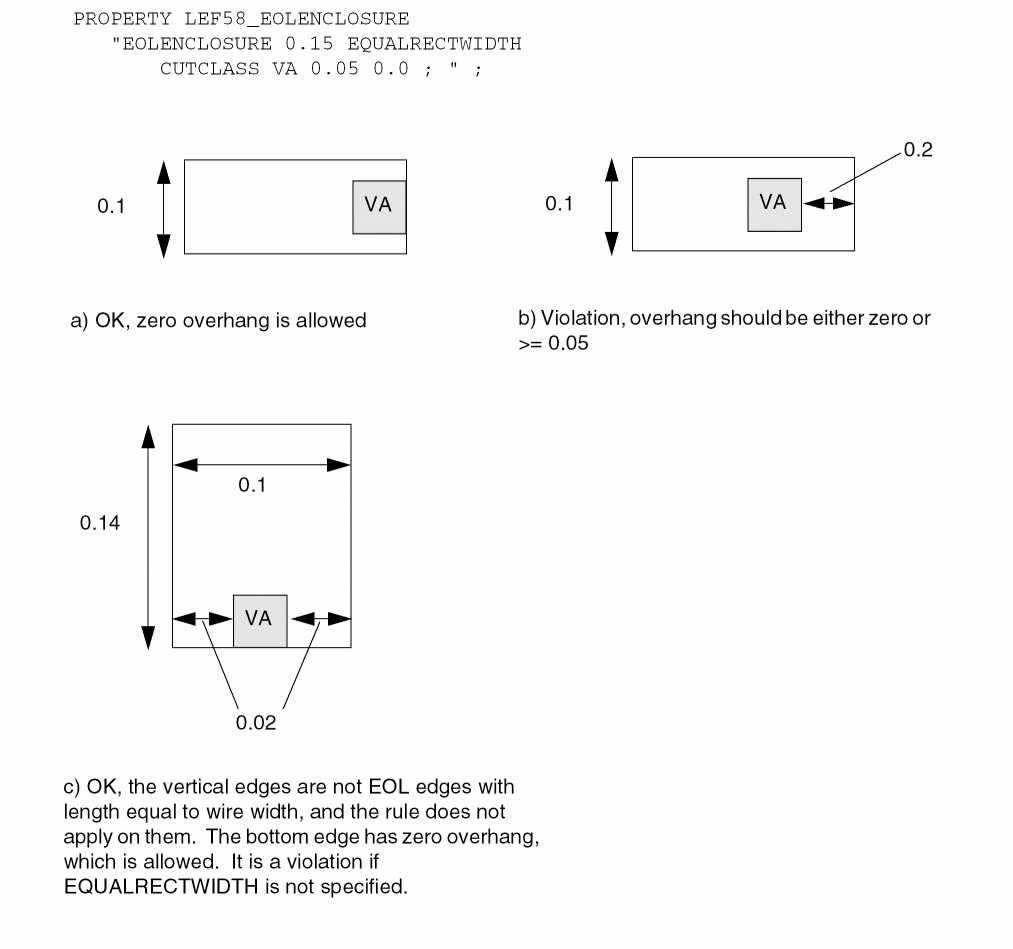 PROPERTY LEF58_EOLENCLOSURE
"EOLENCLOSURE 0.15 EQUALRECTWIDTH
CUTCLASS VA 0.05 0.0 ; " ;
0.1
VA
0.1
VA
0.2
a) OK, zero overhang is allowed
b) Violation, overhang should be either zero or
>= 0.05
0.1
0.14
VA
0.02
c) OK, the vertical edges are not EOL edges with
length equal to wire width, and the rule does not
apply on them. The bottom edge has zero overhang,
which is allowed. It is a violation if
EQUALRECTWIDTH is not specified.